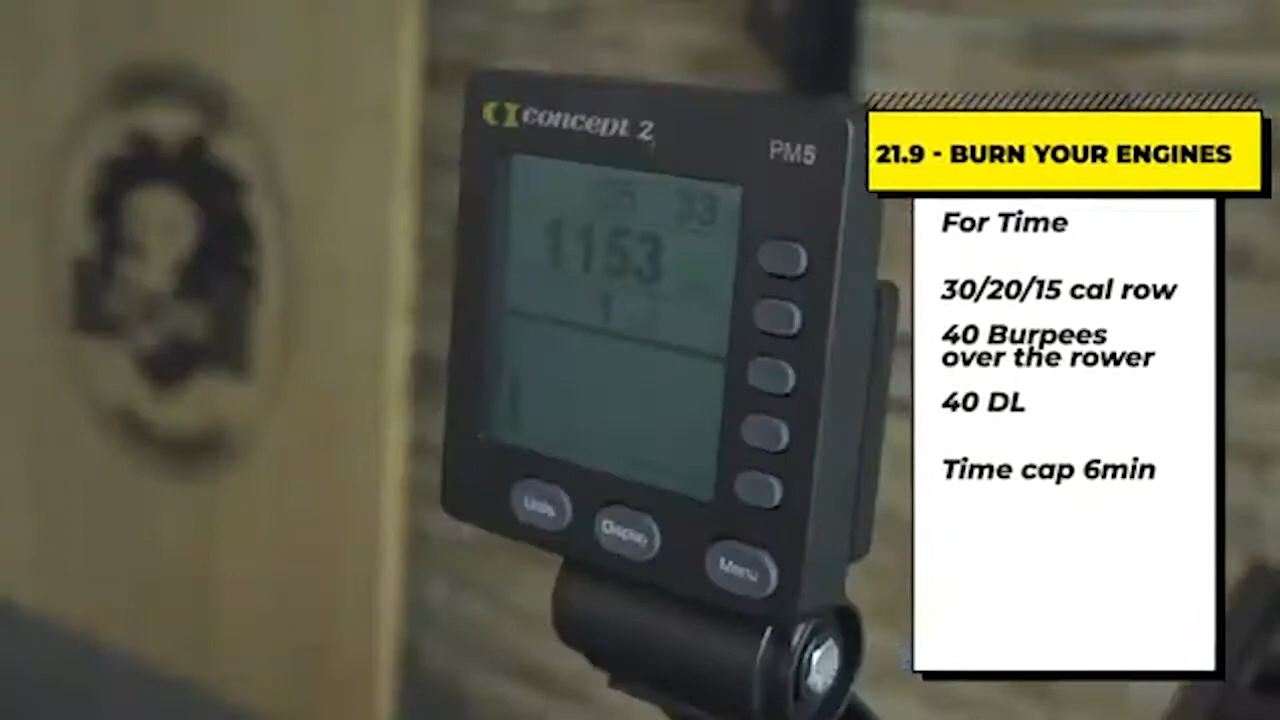 concept 2
PM5
33
1153
Units
Display
Menu
21.9 - BURN YOUR ENGINES
For Time
30/20/15 cal row
40 Burpees
over the rower
40 DL
Time cap 6min